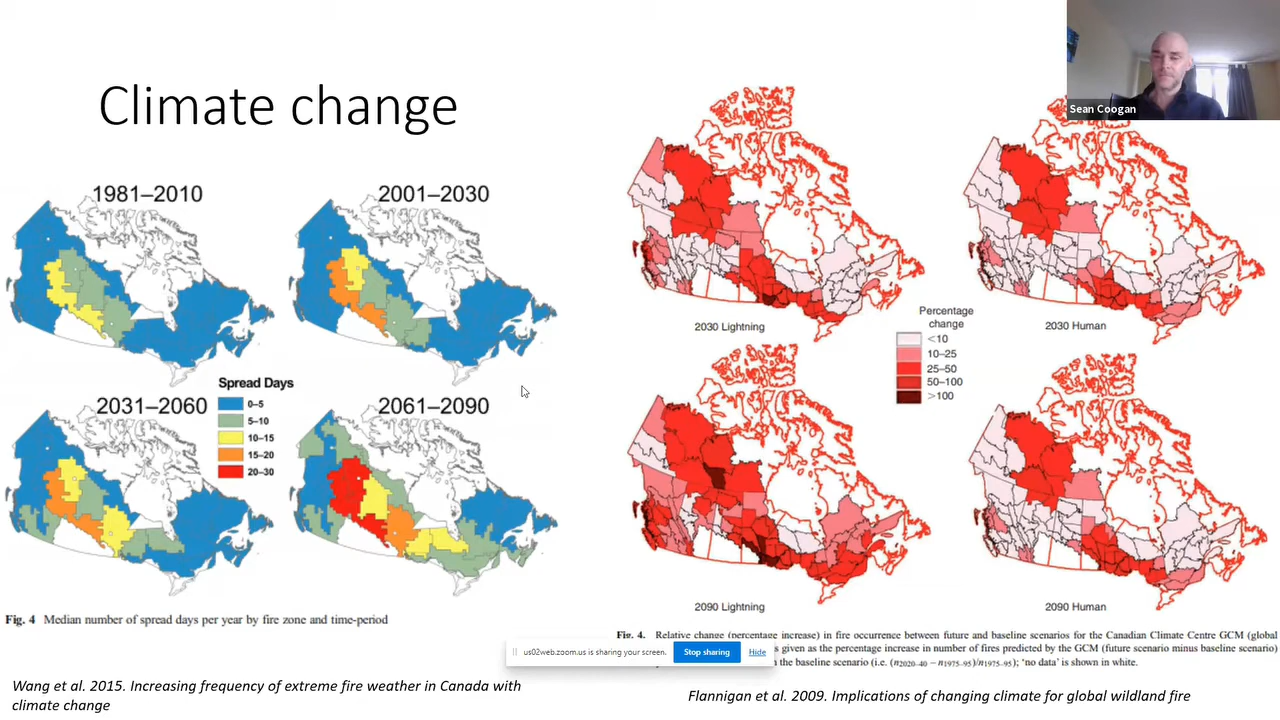 Sean Coogan
Climate change
1981–2010
2001–2030
Spread Days
0–5
5–10
10–15
15–20
20–30
2031–2060
2061–2090
Fig. 4 Median number of spread days per year by fire zone and time-period
Wang et al. 2015. Increasing frequency of extreme fire weather in Canada with
climate change
2030 Lightning
2030 Human
Percentage
change
<10
10–25
25–50
50–100
>100
2090 Lightning
2090 Human
Fig. 4. Relative change (percentage increase) in fire occurrence between future and baseline scenarios for the Canadian Climate Centre GCM (global
s given as the percentage increase in number of fires predicted by the GCM (future scenario minus baseline scenario)
the baseline scenario (i.e. (n2020–40 – n1975–95)/n1975–95); 'no data' is shown in white.
us02web.zoom.us is sharing your screen.
Stop sharing
Hide
Flannigan et al. 2009. Implications of changing climate for global wildland fire